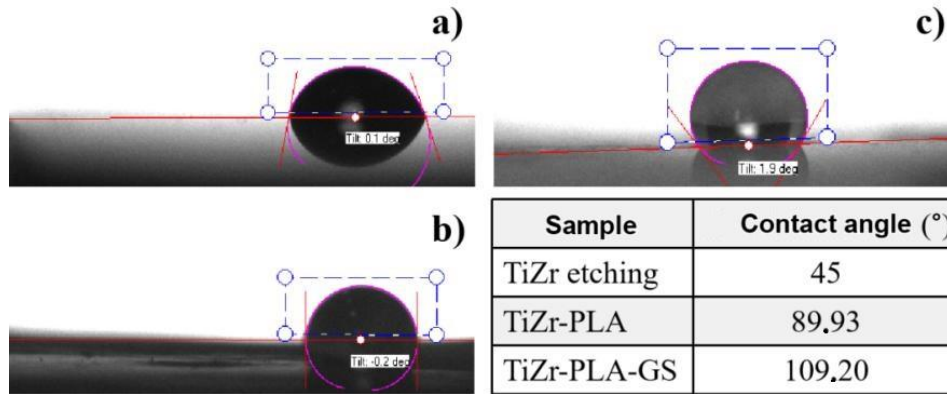 a)
Tilt: 0.1 deg
c)
Tilt: 1.9 deg
b)
Tilt: -0.2 deg
Sample Contact angle (°)
TiZr etching 45
TiZr-PLA 89.93
TiZr-PLA-GS 109.20